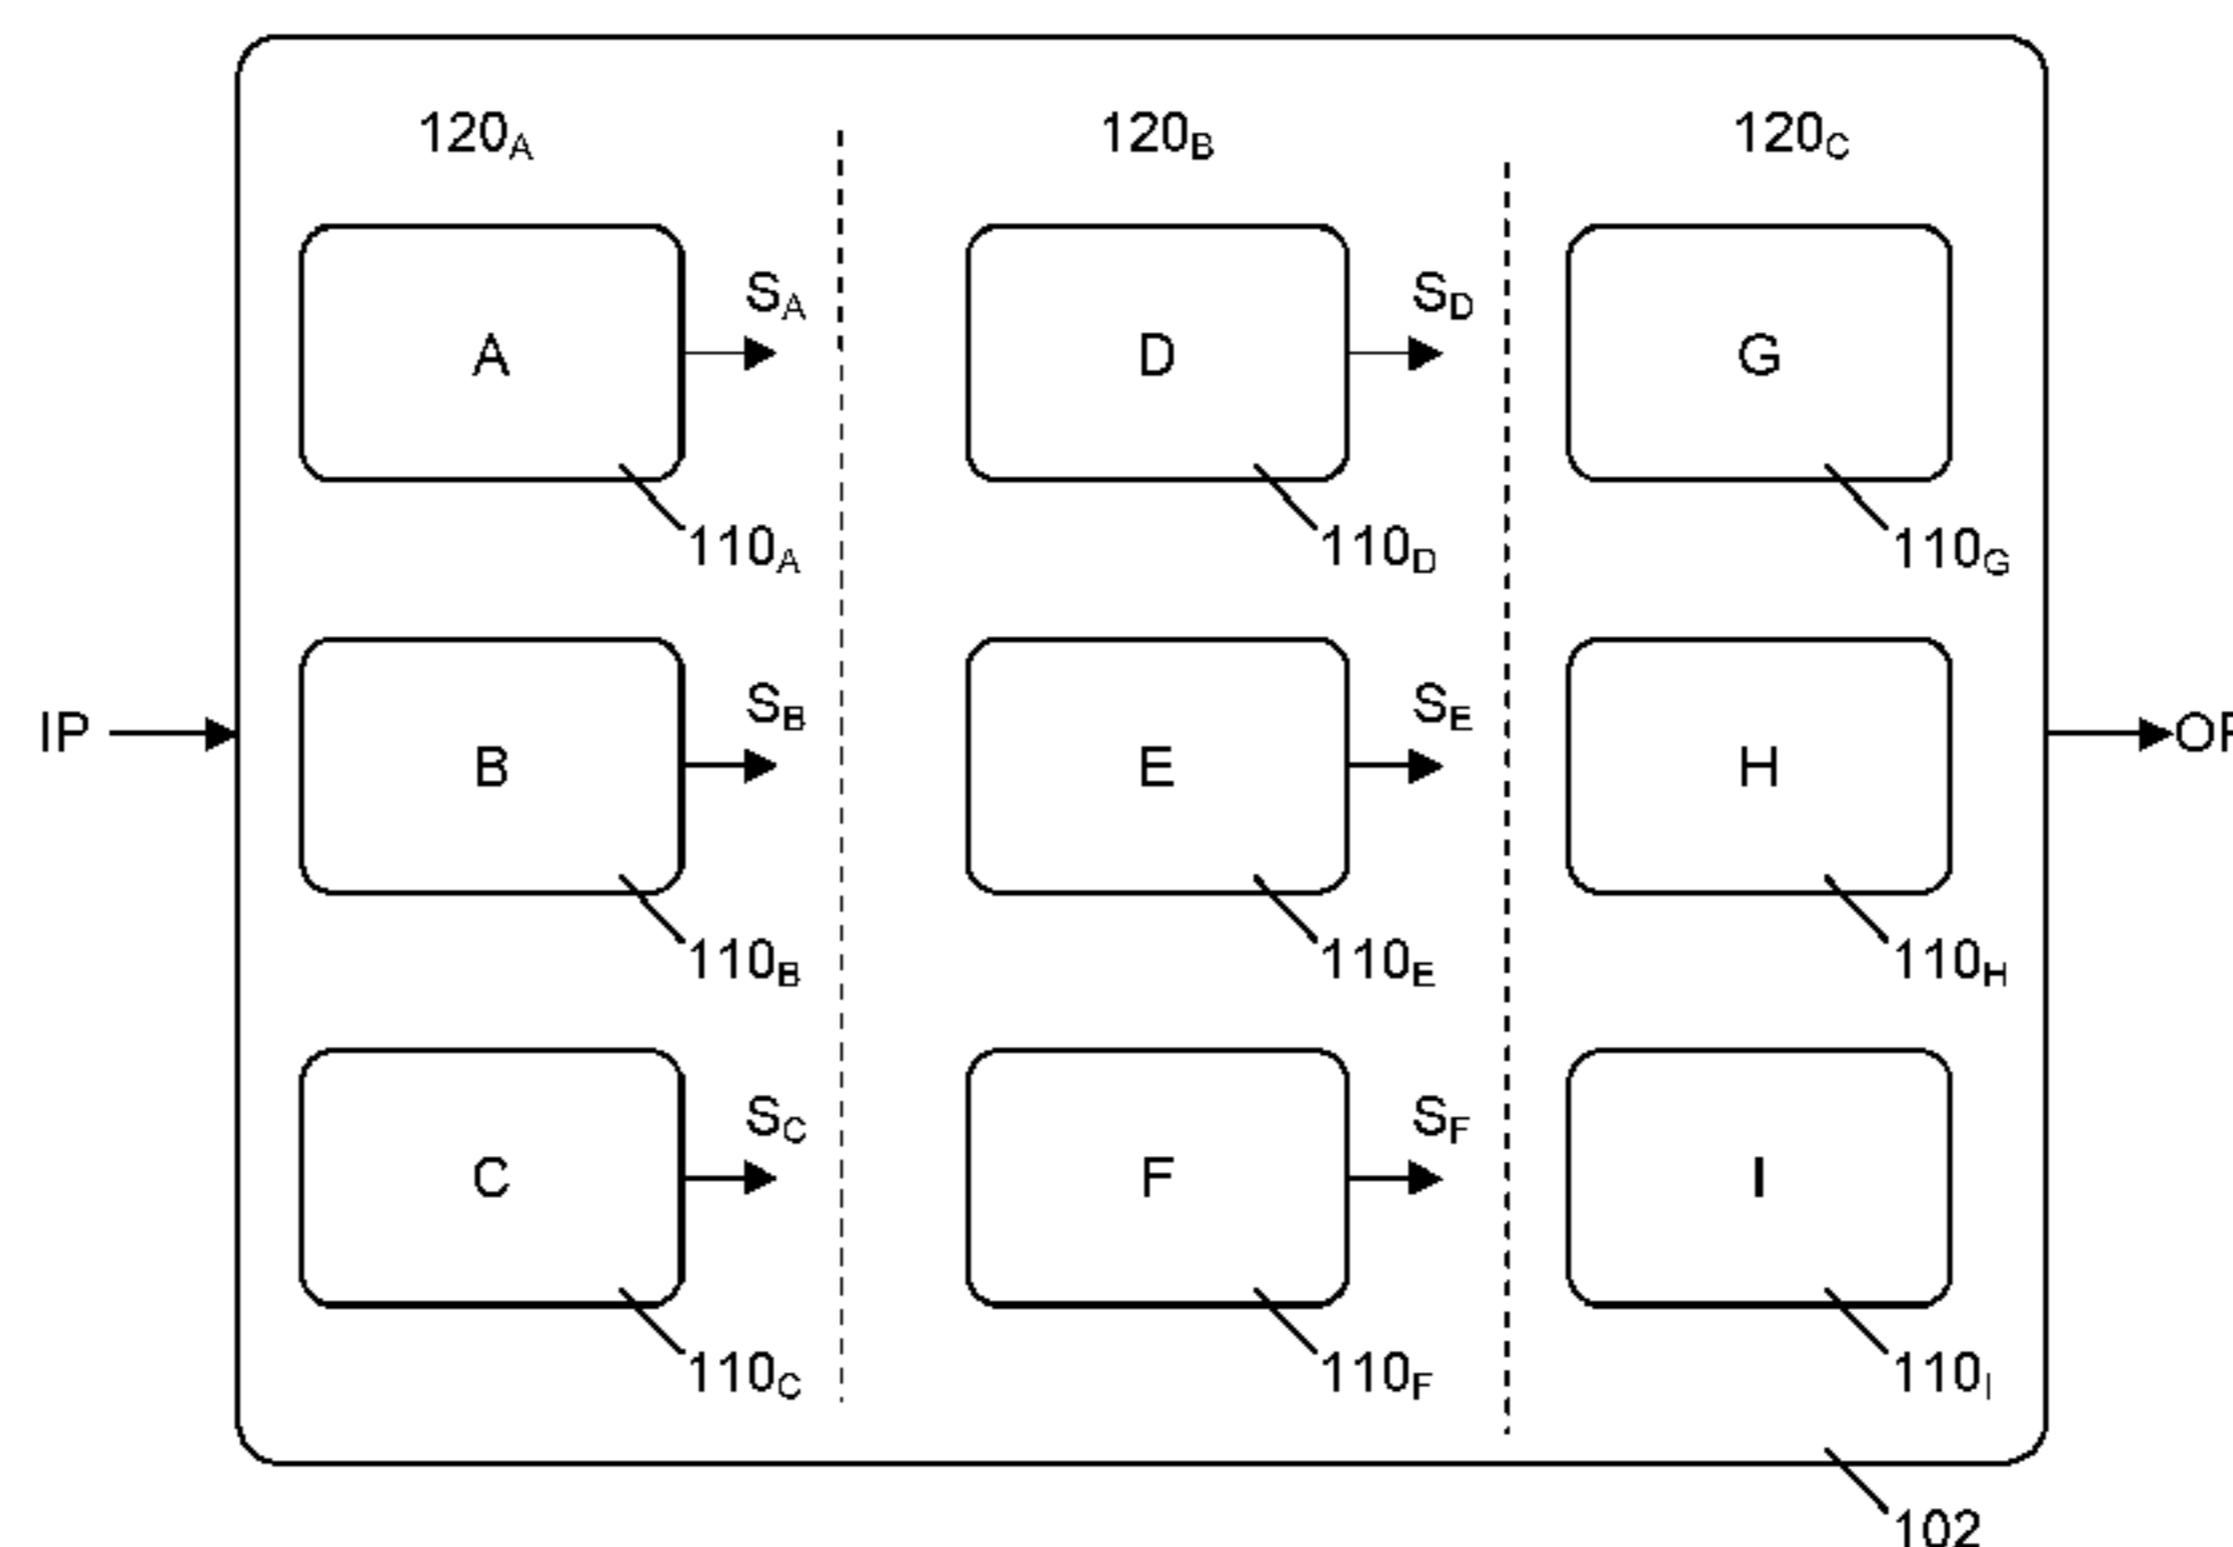 120A 120B 120C
SA SD
A D G
110A 110D 110G
SB SE
IP B E H
110B 110E 110H
SC SF
C F I
110C 110F 110I
102